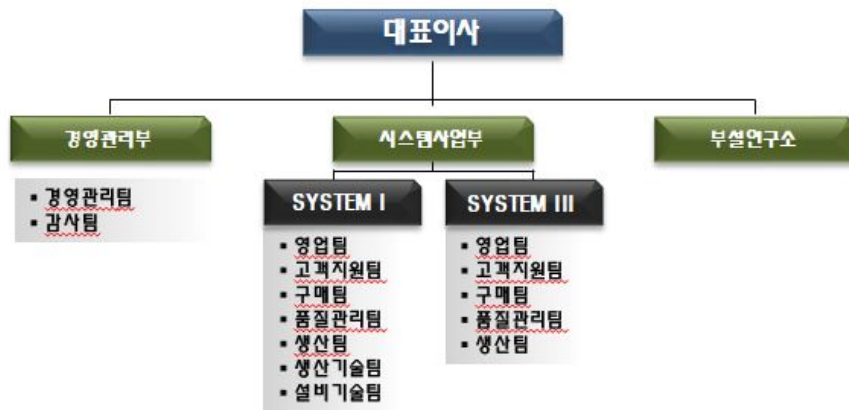 대표이사
경영관리부
시스템사업부
부설연구소
▪ 경영관리팀
▪ 감사팀
SYSTEM I
▪ 영업팀
▪ 고객지원팀
▪ 구매팀
▪ 품질관리팀
▪ 생산팀
▪ 생산기술팀
▪ 설비기술팀
SYSTEM III
▪ 영업팀
▪ 고객지원팀
▪ 구매팀
▪ 품질관리팀
▪ 생산팀